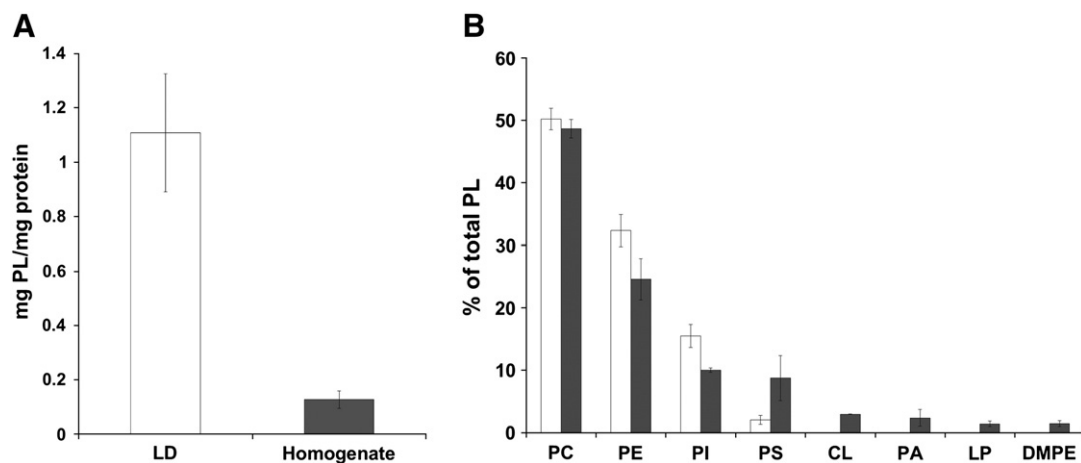 A
mg PL/mg protein
1.4
1.2
1
0.8
0.6
0.4
0.2
0
LD Homogenate
B
% of total PL
60
50
40
30
20
10
0
PC PE PI PS CL PA LP DMPE